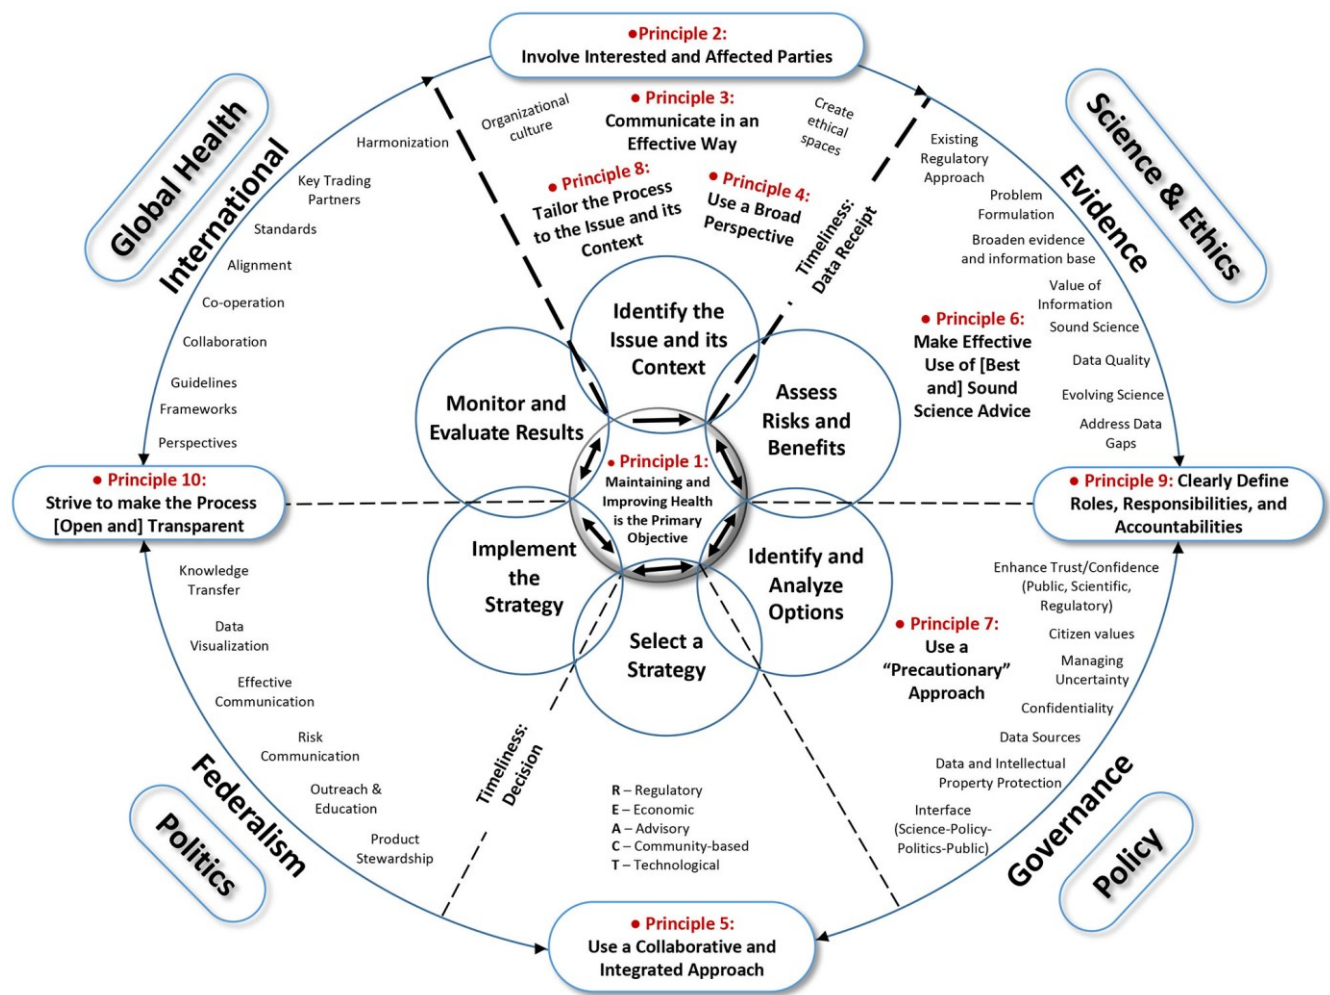 ● Principle 2:
Involve Interested and Affected Parties
Global Health
International
Science & Ethics
Evidence
Organizational
culture
● Principle 3:
Communicate in an
Effective Way
Create
ethical
spaces
● Principle 8:
Tailor the Process
to the Issue and its
Context
● Principle 4:
Use a Broad
Perspective
Timeliness:
Data Receipt
Harmonization
Key Trading
Partners
Standards
Alignment
Co-operation
Collaboration
Guidelines
Frameworks
Perspectives
Existing
Regulatory
Approach
Problem
Formulation
Broaden evidence
and information base
Value of
Information
Sound Science
Data Quality
Evolving Science
Address Data
Gaps
● Principle 6:
Make Effective
Use of [Best
and] Sound
Science Advice
Identify the
Issue and its
Context
Monitor and
Evaluate Results
Assess
Risks and
Benefits
● Principle 1:
Maintaining and
Improving Health
is the Primary
Objective
Implement
the
Strategy
Identify and
Analyze
Options
Select a
Strategy
● Principle 10:
Strive to make the Process
[Open and] Transparent
● Principle 9: Clearly Define
Roles, Responsibilities, and
Accountabilities
Knowledge
Transfer
Data
Visualization
Effective
Communication
Risk
Communication
Outreach &
Education
Product
Stewardship
Federalism
Politics
Timeliness:
Decision
R – Regulatory
E – Economic
A – Advisory
C – Community-based
T – Technological
● Principle 7:
Use a
“Precautionary”
Approach
Enhance Trust/Confidence
(Public, Scientific,
Regulatory)
Citizen values
Managing
Uncertainty
Confidentiality
Data Sources
Data and Intellectual
Property Protection
Interface
(Science-Policy-
Politics-Public)
Governance
Policy
● Principle 5:
Use a Collaborative and
Integrated Approach